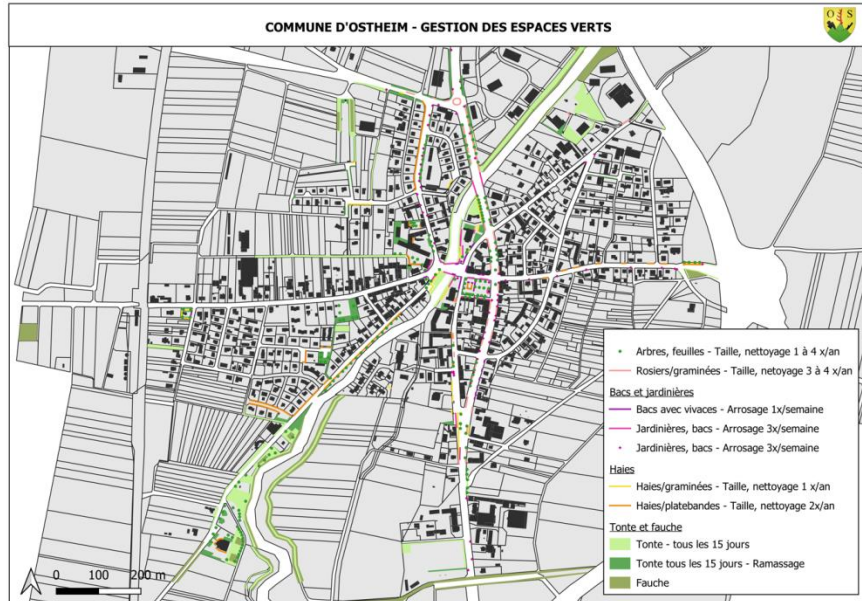 COMMUNE D'OSTHEIM - GESTION DES ESPACES VERTS
O S
Arbres, feuilles - Taille, nettoyage 1 à 4 x/an
Rosiers/graminées - Taille, netoyage 3 à 4 x/an
Bacs et jardinières
Bacs avec vivaces - Arrosage 1x/semaine
Jardinières, bacs - Arrosage 3x/semaine
Jardinières, bacs - Arrosage 3x/semaine
Haies
Haies/graminées - Taille, nettoyage 1 x/an
Haies/platebandes - Taille, nettoyage 2x/an
Tonte et fauche
Tonte - tous les 15 jours
Tonte tous les 15 jours - Ramassage
Fauche
0 100 200 m